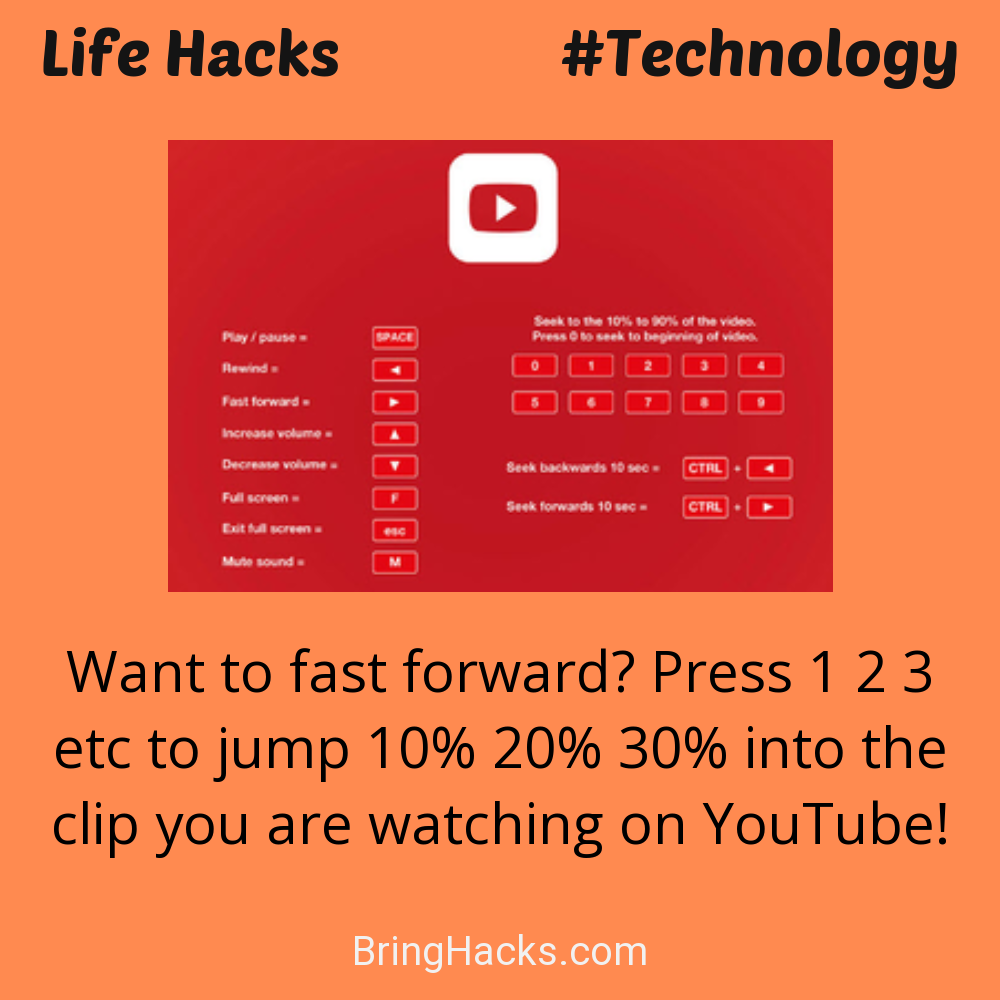 Life Hacks
#Technology
Play / pause =
SPACE
Rewind =
◄
Fast forward =
►
Increase volume =
▲
Decrease volume =
▼
Full screen =
F
Exit full screen =
esc
Mute sound =
M
Seek to the 10% to 90% of the video.
Press 0 to seek to beginning of video.
0 1 2 3 4
5 6 7 8 9
Seek backwards 10 sec =
CTRL + ◄
Seek forwards 10 sec =
CTRL + ►
Want to fast forward? Press 1 2 3
etc to jump 10% 20% 30% into the
clip you are watching on YouTube!
BringHacks.com